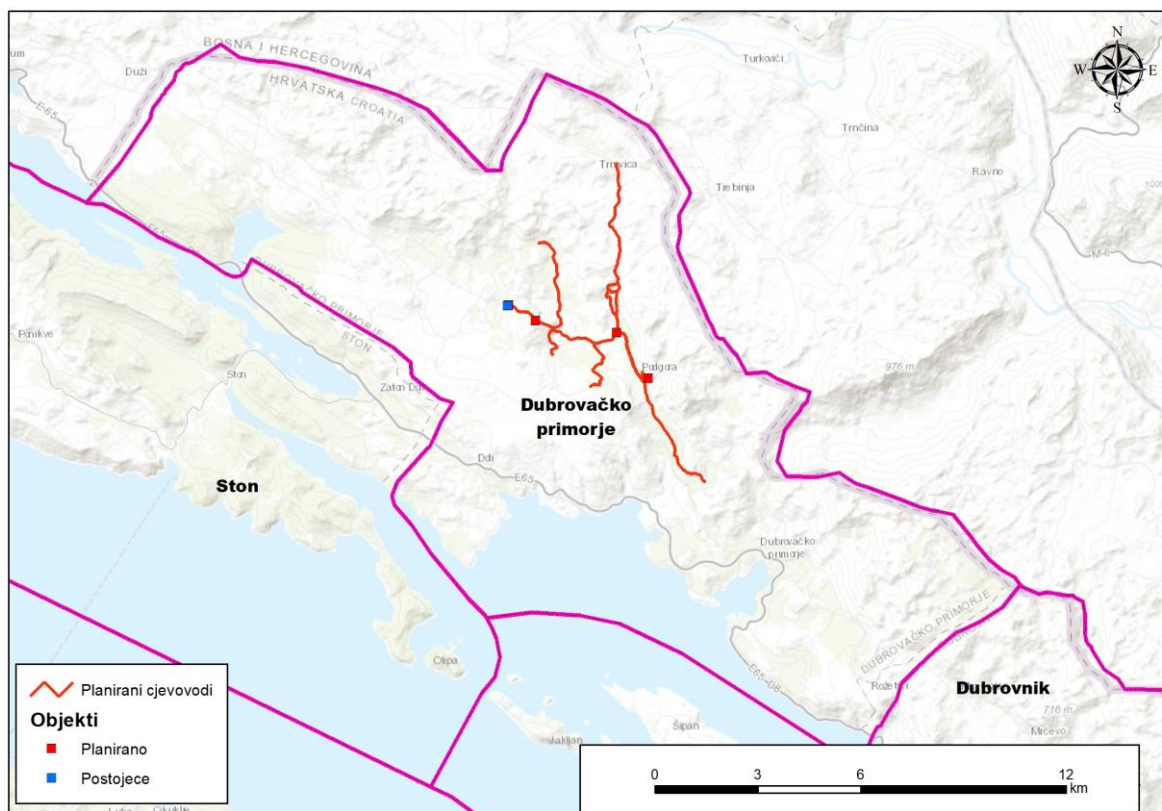 BOSNA I HERCEGOVINA
HRVATSKA CROATIA
Duži
E65
Turkovići
N
W
E
S
Trnčina
Ravno
Trnovica
Trebinja
M-6
DUBROVAČKO PRIMORJE
STON
Ponikve
Ston
Zaton Doli
976 m
Podgora
Dubrovačko
primorje
Ston
Doli
E65
Dubrovačko
primorje
DUBROVAČKO PRIMORJE
Olipa
E65-D8
Dubrovnik
716 m
Mrčevo
Šipan
Jakljan
Planirani cjevovodi
Objekti
Planirano
Postojece
0
3
6
12
km